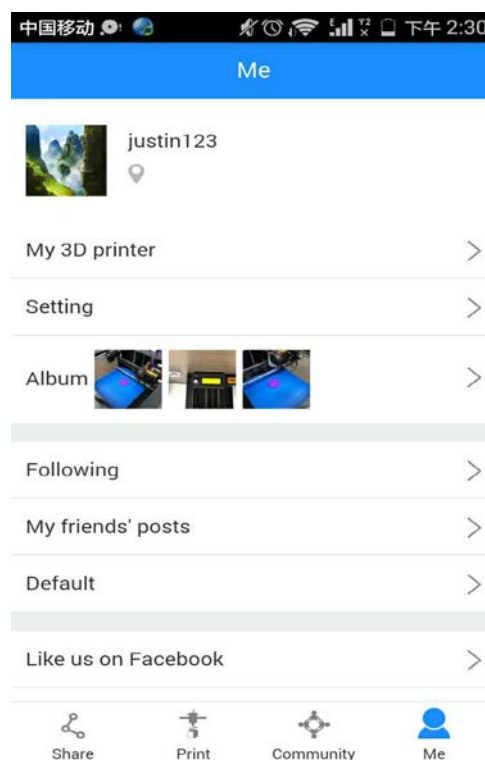 中国移动 下午 2:30
Me
justin123
My 3D printer
Setting
Album
Following
My friends' posts
Default
Like us on Facebook
Share Print Community Me